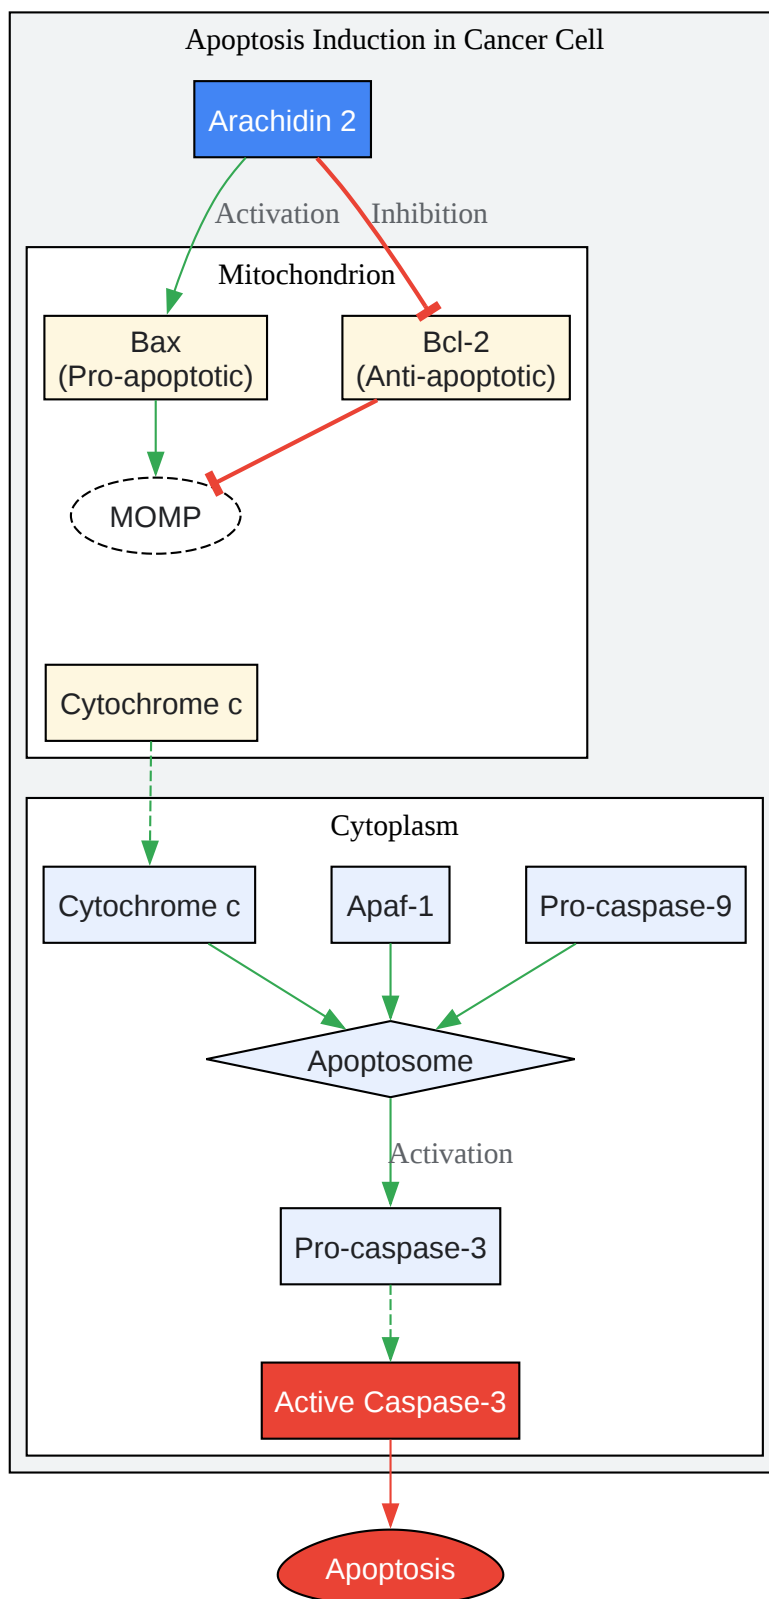 Apoptosis Induction in Cancer Cell
Arachidin 2
Activation
Inhibition
Mitochondrion
Bax
(Pro-apoptotic)
Bcl-2
(Anti-apoptotic)
MOMP
Cytochrome c
Cytoplasm
Cytochrome c
Apaf-1
Pro-caspase-9
Apoptosome
Activation
Pro-caspase-3
Active Caspase-3
Apoptosis